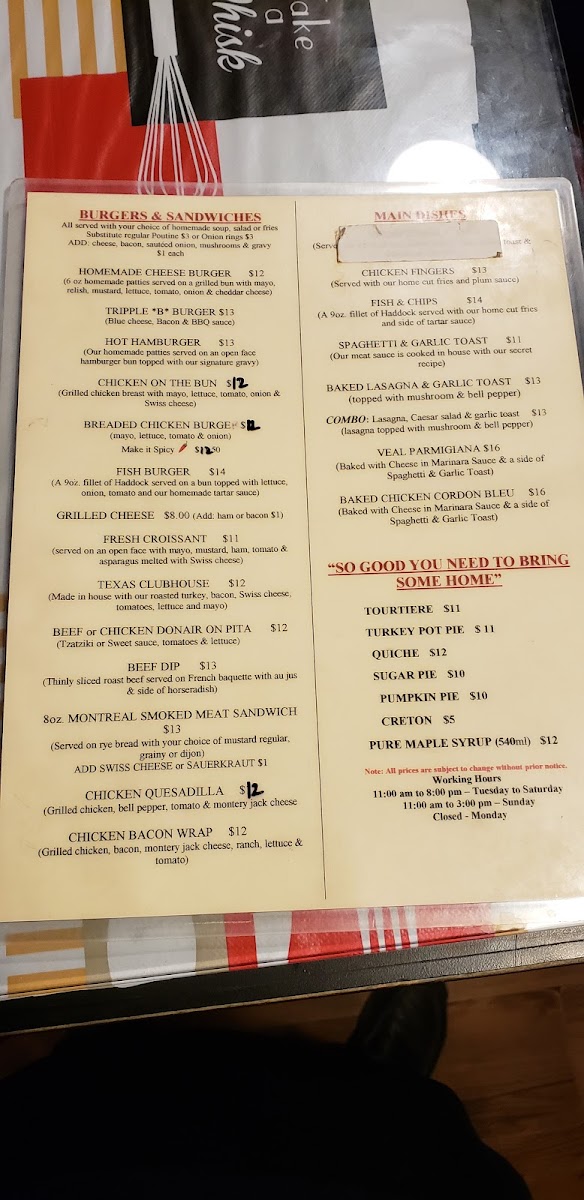 ake
a
hisk
BURGERS & SANDWICHES
All served with your choice of homemade soup, salad or fries
Substitute regular Poutine $3 or Onion rings $3
ADD: cheese, bacon, sautéed onion, mushrooms & gravy
$1 each
HOMEMADE CHEESE BURGER $12
(6 oz homemade patties served on a grilled bun with mayo,
relish, mustard, lettuce, tomato, onion & cheddar cheese)
TRIPPLE *B* BURGER $13
(Blue cheese, Bacon & BBQ sauce)
HOT HAMBURGER $13
(Our homemade patties served on an open face
hamburger bun topped with our signature gravy)
CHICKEN ON THE BUN $12
(Grilled chicken breast with mayo, lettuce, tomato, onion &
Swiss cheese)
BREADED CHICKEN BURGER $12
(mayo, lettuce, tomato & onion)
Make it Spicy $12.50
FISH BURGER $14
(A 9oz. fillet of Haddock served on a bun topped with lettuce,
onion, tomato and our homemade tartar sauce)
GRILLED CHEESE $8.00 (Add: ham or bacon $1)
FRESH CROISSANT $11
(served on an open face with mayo, mustard, ham, tomato &
asparagus melted with Swiss cheese)
TEXAS CLUBHOUSE $12
(Made in house with our roasted turkey, bacon, Swiss cheese,
tomatoes, lettuce and mayo)
BEEF or CHICKEN DONAIR ON PITA $12
(Tzatziki or Sweet sauce, tomatoes & lettuce)
BEEF DIP $13
(Thinly sliced roast beef served on French baquette with au jus
& side of horseradish)
8oz. MONTREAL SMOKED MEAT SANDWICH
$13
(Served on rye bread with your choice of mustard regular,
grainy or dijon)
ADD SWISS CHEESE or SAUERKRAUT $1
CHICKEN QUESADILLA $12
(Grilled chicken, bell pepper, tomato & montery jack cheese
CHICKEN BACON WRAP $12
(Grilled chicken, bacon, montery jack cheese, ranch, lettuce &
tomato)
MAIN DISHES
(Serve Toast &
CHICKEN FINGERS $13
(Served with our home cut fries and plum sauce)
FISH & CHIPS $14
(A 9oz. fillet of Haddock served with our home cut fries
and side of tartar sauce)
SPAGHETTI & GARLIC TOAST $11
(Our meat sauce is cooked in house with our secret
recipe)
BAKED LASAGNA & GARLIC TOAST $13
(topped with mushroom & bell pepper)
COMBO: Lasagna, Caesar salad & garlic toast $13
(lasagna topped with mushroom & bell pepper)
VEAL PARMIGIANA $16
(Baked with Cheese in Marinara Sauce & a side of
Spaghetti & Garlic Toast)
BAKED CHICKEN CORDON BLEU $16
(Baked with Cheese in Marinara Sauce & a side of
Spaghetti & Garlic Toast)
“SO GOOD YOU NEED TO BRING
SOME HOME”
TOURTIERE $11
TURKEY POT PIE $ 11
QUICHE $12
SUGAR PIE $10
PUMPKIN PIE $10
CRETON $5
PURE MAPLE SYRUP (540ml) $12
Note: All prices are subject to change without prior notice.
Working Hours
11:00 am to 8:00 pm – Tuesday to Saturday
11:00 am to 3:00 pm – Sunday
Closed - Monday